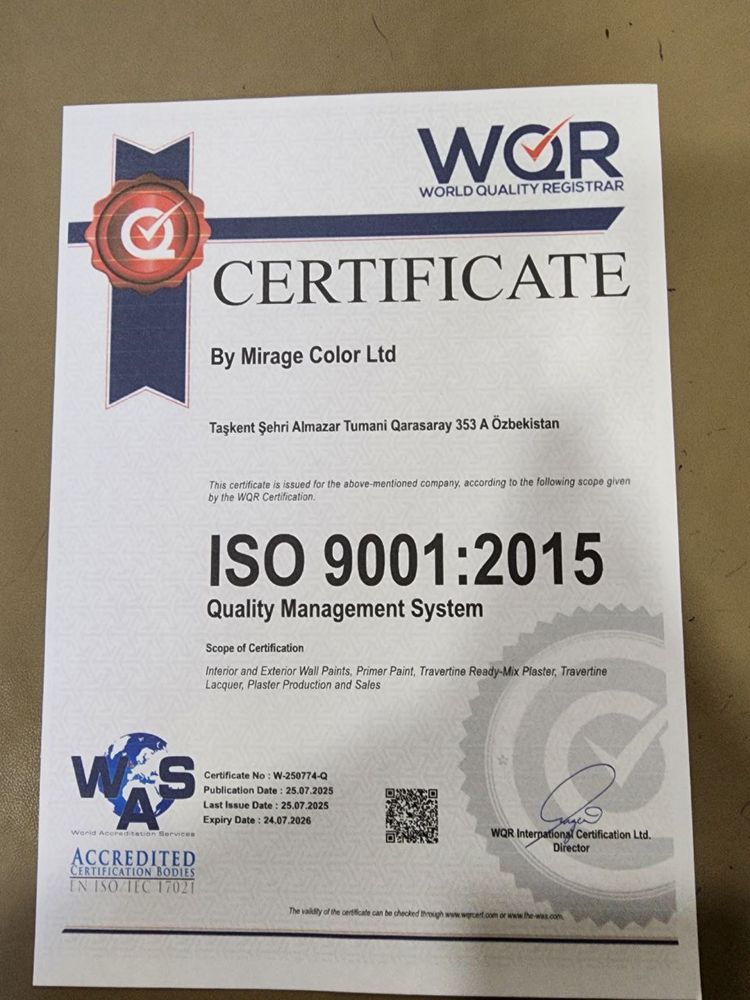 WQR
WORLD QUALITY REGISTRAR
CERTIFICATE
By Mirage Color Ltd
Taşkent Şehri Almazar Tumani Qarasaray 353 A Özbekistan
This certificate is issued for the above-mentioned company, according to the following scope given
by the WQR Certification.
ISO 9001:2015
Quality Management System
Scope of Certification
Interior and Exterior Wall Paints, Primer Paint, Travertine Ready-Mix Plaster, Travertine
Lacquer, Plaster Production and Sales
WAS
World Accreditation Services
ACCREDITED
CERTIFICATION BODIES
EN ISO/IEC 17021
Certificate No : W-250774-Q
Publication Date : 25.07.2025
Last Issue Date : 25.07.2025
Expiry Date : 24.07.2026
WQR International Certification Ltd.
Director
The validity of the certificate can be checked through www.wqrcert.com or www.the-was.com.